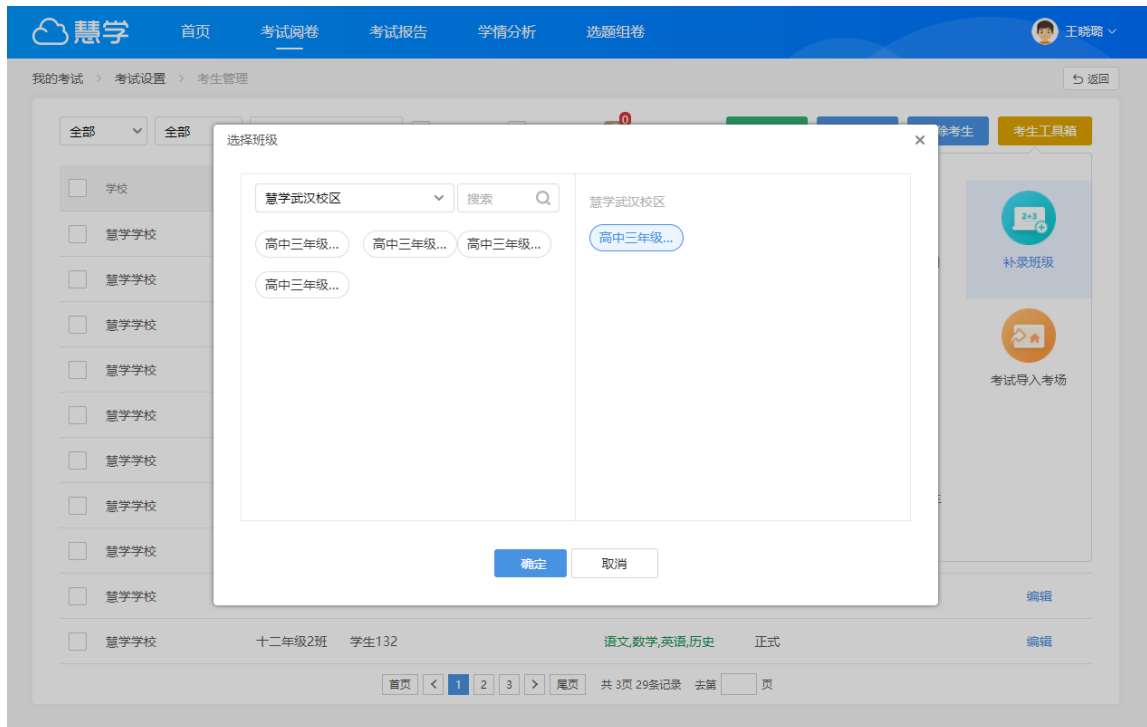 慧学 首页 考试阅卷 考试报告 学情分析 选题组卷 王晓璐
我的考试 > 考试设置 > 考生管理 返回
全部 全部 0 除考生 考生工具箱
选择班级 ×
学校
慧学武汉校区 搜索 慧学武汉校区
高中三年级... 高中三年级... 高中三年级... 高中三年级...
高中三年级...
2+3
补录班级
考试导入考场
慧学学校
慧学学校
慧学学校
慧学学校
慧学学校
慧学学校
慧学学校
慧学学校
确定 取消
慧学学校 编辑
慧学学校 十二年级2班 学生132 语文,数学,英语,历史 正式 编辑
首页 < 1 2 3 > 尾页 共 3页 29条记录 去第 页